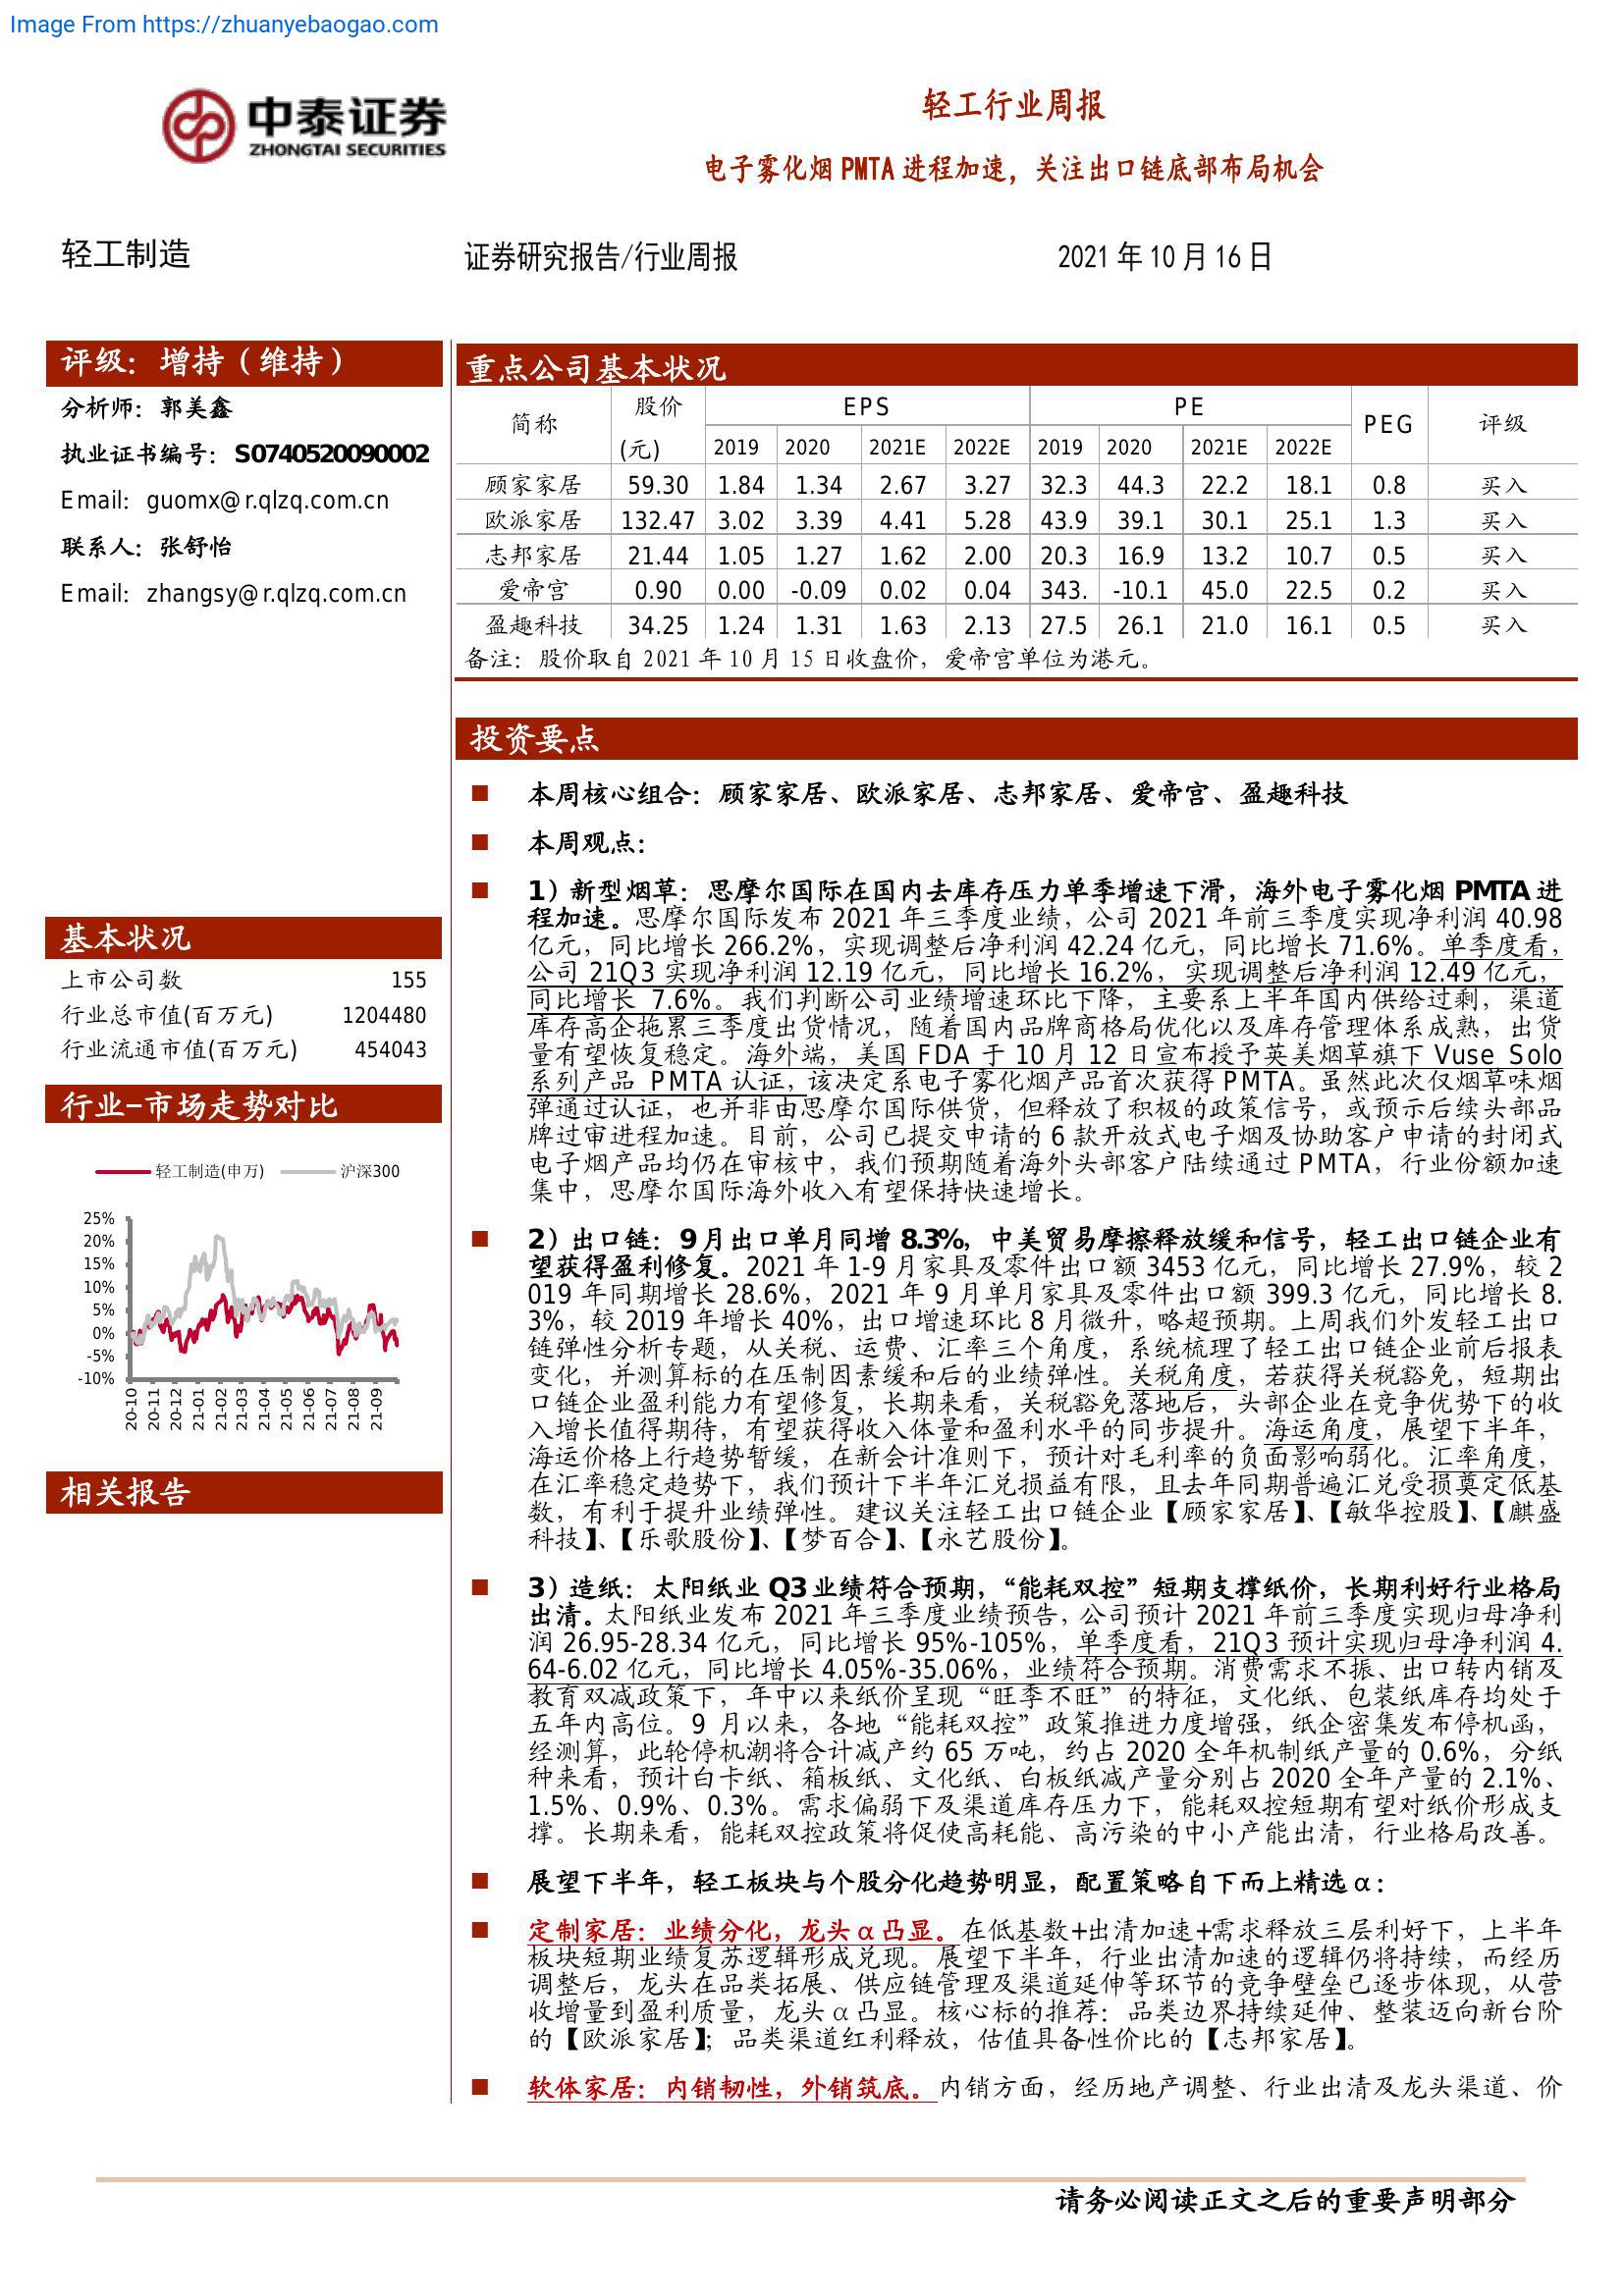 Image From https://zhuanyebaogao.com
中泰证券
ZHONGTAI SECURITIES
轻工行业周报
电子雾化烟 PMTA 进程加速，关注出口链底部布局机会
轻工制造
证券研究报告/行业周报
2021 年 10 月 16 日
评级：增持（维持）
分析师：郭美鑫
执业证书编号：S0740520090002
Email：guomx@r.qlzq.com.cn
联系人：张舒怡
Email：zhangsy@r.qlzq.com.cn
基本状况
上市公司数 155
行业总市值(百万元) 1204480
行业流通市值(百万元) 454043
行业-市场走势对比
轻工制造(申万) 沪深300
25%
20%
15%
10%
5%
0%
-5%
-10%
20-10 20-11 20-12 21-01 21-02 21-03 21-04 21-05 21-06 21-07 21-08 21-09
相关报告
重点公司基本状况
简称 股价(元) EPS PE PEG 评级
2019 2020 2021E 2022E 2019 2020 2021E 2022E
顾家家居 59.30 1.84 1.34 2.67 3.27 32.3 44.3 22.2 18.1 0.8 买入
欧派家居 132.47 3.02 3.39 4.41 5.28 43.9 39.1 30.1 25.1 1.3 买入
志邦家居 21.44 1.05 1.27 1.62 2.00 20.3 16.9 13.2 10.7 0.5 买入
爱帝宫 0.90 0.00 -0.09 0.02 0.04 343. -10.1 45.0 22.5 0.2 买入
盈趣科技 34.25 1.24 1.31 1.63 2.13 27.5 26.1 21.0 16.1 0.5 买入
备注：股价取自 2021 年 10 月 15 日收盘价，爱帝宫单位为港元。
投资要点
■ 本周核心组合：顾家家居、欧派家居、志邦家居、爱帝宫、盈趣科技
■ 本周观点：
■ 1）新型烟草：思摩尔国际在国内去库存压力单季增速下滑，海外电子雾化烟 PMTA 进
程加速。思摩尔国际发布 2021 年三季度业绩，公司 2021 年前三季度实现净利润 40.98
亿元，同比增长 266.2%，实现调整后净利润 42.24 亿元，同比增长 71.6%。单季度看，
公司 21Q3 实现净利润 12.19 亿元，同比增长 16.2%，实现调整后净利润 12.49 亿元，
同比增长 7.6%。我们判断公司业绩增速环比下降，主要系上半年国内供给过剩，渠道
库存高企拖累三季度出货情况，随着国内品牌商格局优化以及库存管理体系成熟，出货
量有望恢复稳定。海外端，美国 FDA 于 10 月 12 日宣布授予英美烟草旗下 Vuse Solo
系列产品 PMTA 认证，该决定系电子雾化烟产品首次获得 PMTA。虽然此次仅烟草味烟
弹通过认证，也并非由思摩尔国际供货，但释放了积极的政策信号，或预示后续头部品
牌过审进程加速。目前，公司已提交申请的 6 款开放式电子烟及协助客户申请的封闭式
电子烟产品均仍在审核中，我们预期随着海外头部客户陆续通过 PMTA，行业份额加速
集中，思摩尔国际海外收入有望保持快速增长。
■ 2）出口链：9 月出口单月同增 8.3%，中美贸易摩擦释放缓和信号，轻工出口链企业有
望获得盈利修复。2021 年 1-9 月家具及零件出口额 3453 亿元，同比增长 27.9%，较 2
019 年同期增长 28.6%，2021 年 9 月单月家具及零件出口额 399.3 亿元，同比增长 8.
3%，较 2019 年增长 40%，出口增速环比 8 月微升，略超预期。上周我们外发轻工出口
链弹性分析专题，从关税、运费、汇率三个角度，系统梳理了轻工出口链企业前后报表
变化，并测算标的在压制因素缓和后的业绩弹性。关税角度，若获得关税豁免，短期出
口链企业盈利能力有望修复，长期来看，关税豁免落地后，头部企业在竞争优势下的收
入增长值得期待，有望获得收入体量和盈利水平的同步提升。海运角度，展望下半年，
海运价格上行趋势暂缓，在新会计准则下，预计对毛利率的负面影响弱化。汇率角度，
在汇率稳定趋势下，我们预计下半年汇兑损益有限，且去年同期普遍汇兑受损奠定低基
数，有利于提升业绩弹性。建议关注轻工出口链企业【顾家家居】、【敏华控股】、【麒盛
科技】、【乐歌股份】、【梦百合】、【永艺股份】。
■ 3）造纸：太阳纸业 Q3 业绩符合预期，“能耗双控”短期支撑纸价，长期利好行业格局
出清。太阳纸业发布 2021 年三季度业绩预告，公司预计 2021 年前三季度实现归母净利
润 26.95-28.34 亿元，同比增长 95%-105%，单季度看，21Q3 预计实现归母净利润 4.
64-6.02 亿元，同比增长 4.05%-35.06%，业绩符合预期。消费需求不振、出口转内销及
教育双减政策下，年中以来纸价呈现“旺季不旺”的特征，文化纸、包装纸库存均处于
五年内高位。9 月以来，各地“能耗双控”政策推进力度增强，纸企密集发布停机函，
经测算，此轮停机潮将合计减产约 65 万吨，约占 2020 全年机制纸产量的 0.6%，分纸
种来看，预计白卡纸、箱板纸、文化纸、白板纸减产量分别占 2020 全年产量的 2.1%、
1.5%、0.9%、0.3%。需求偏弱下及渠道库存压力下，能耗双控短期有望对纸价形成支
撑。长期来看，能耗双控政策将促使高耗能、高污染的中小产能出清，行业格局改善。
■ 展望下半年，轻工板块与个股分化趋势明显，配置策略自下而上精选 α：
■ 定制家居：业绩分化，龙头 α 凸显。在低基数+出清加速+需求释放三层利好下，上半年
板块短期业绩复苏逻辑形成兑现。展望下半年，行业出清加速的逻辑仍将持续，而经历
调整后，龙头在品类拓展、供应链管理及渠道延伸等环节的竞争壁垒已逐步体现，从营
收增量到盈利质量，龙头 α 凸显。核心标的推荐：品类边界持续延伸、整装迈向新台阶
的【欧派家居】；品类渠道红利释放，估值具备性价比的【志邦家居】。
■ 软体家居：内销韧性，外销筑底。内销方面，经历地产调整、行业出清及龙头渠道、价
请务必阅读正文之后的重要声明部分